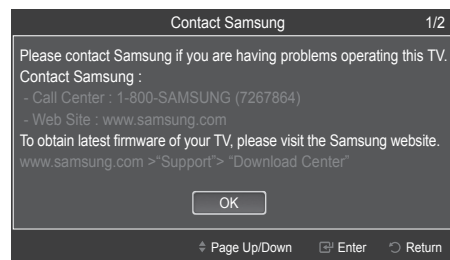 Contact Samsung 1/2
Please contact Samsung if you are having problems operating this TV.
Contact Samsung :
- Call Center : 1-800-SAMSUNG (7267864)
- Web Site : www.samsung.com
To obtain latest firmware of your TV, please visit the Samsung website.
www.samsung.com >“Support”> “Download Center”
OK
Page Up/Down Enter Return